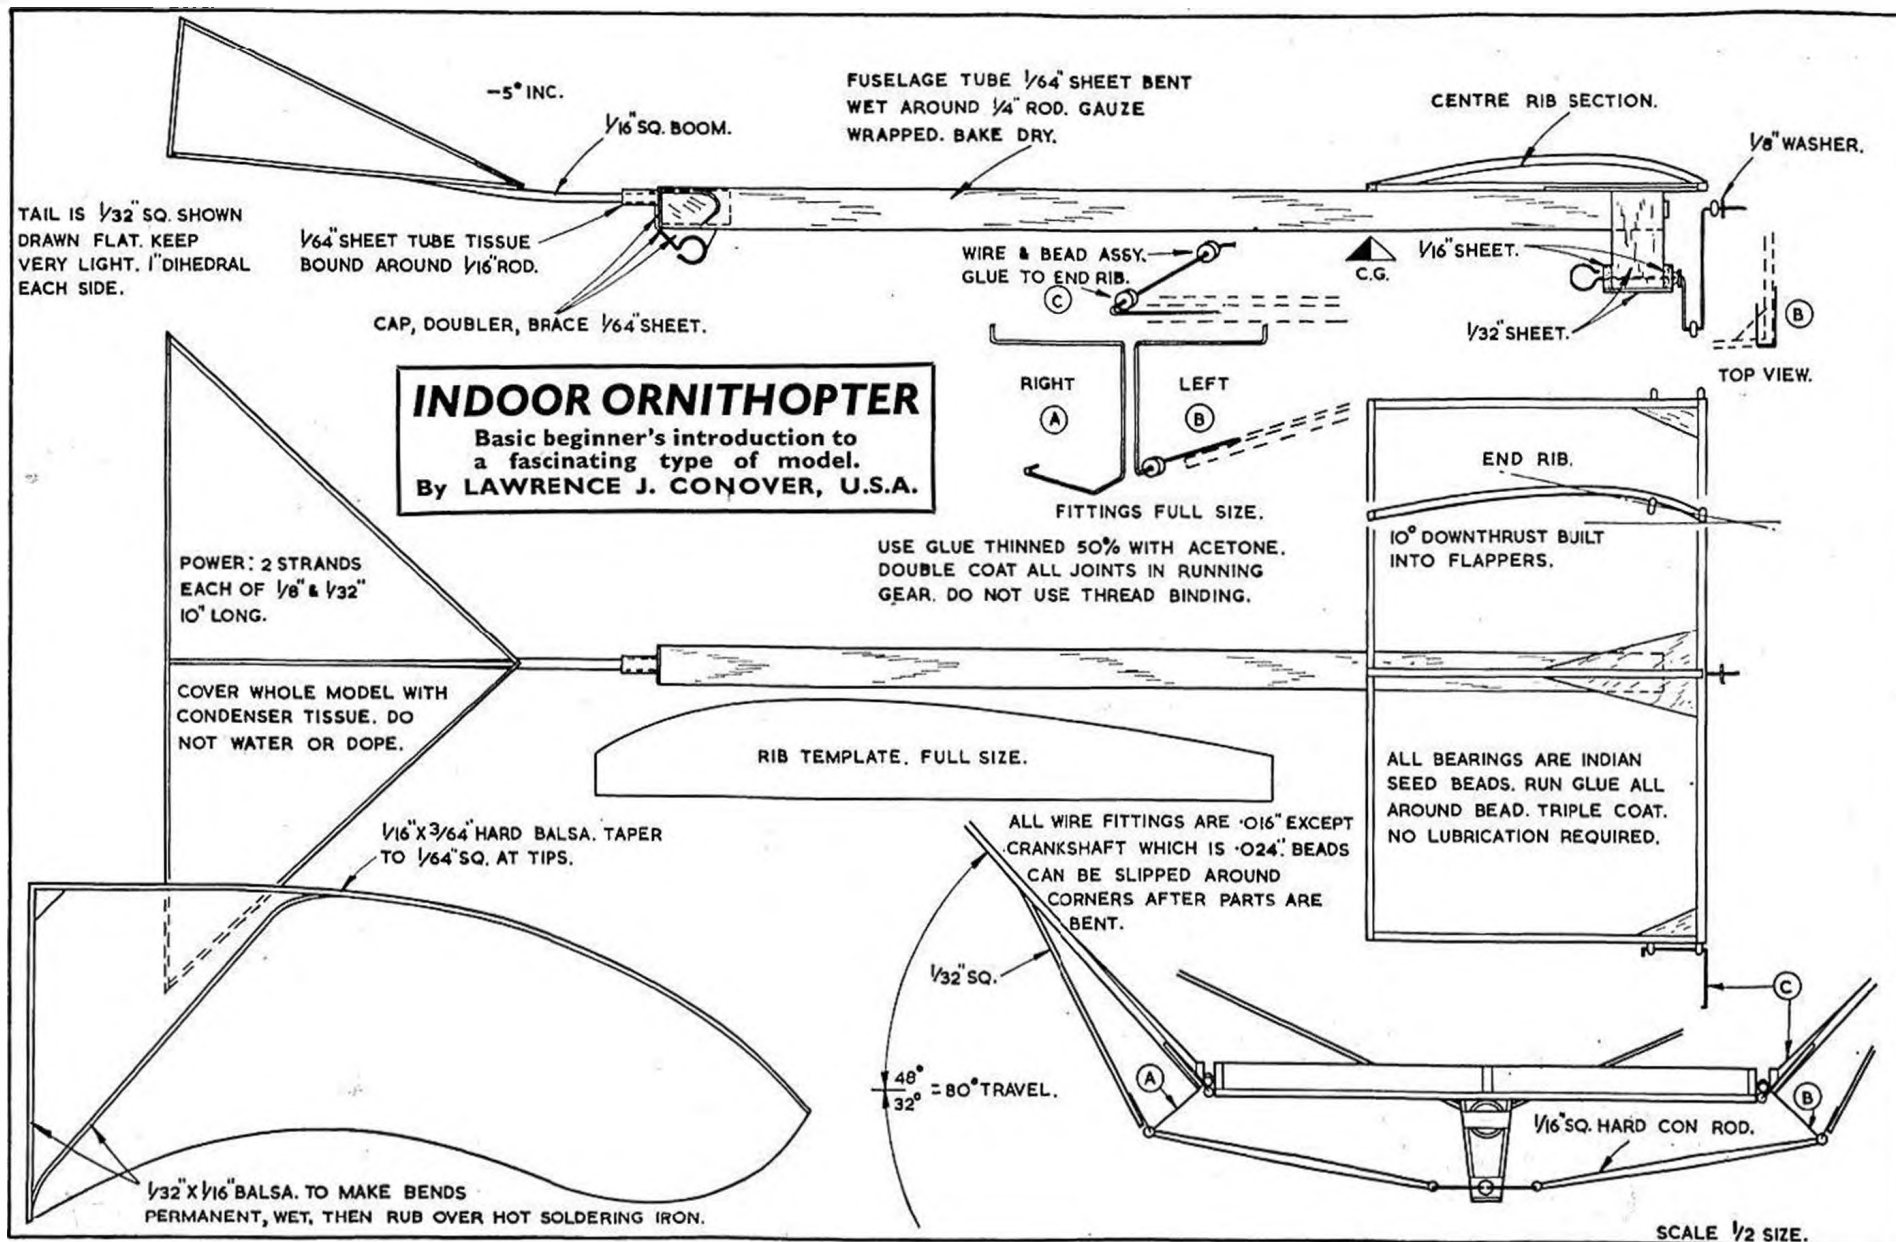 -5° INC.
1/16" SQ. BOOM.
FUSELAGE TUBE 1/64" SHEET BENT
WET AROUND 1/4" ROD. GAUZE
WRAPPED. BAKE DRY.
CENTRE RIB SECTION.
1/8" WASHER.
TAIL IS 1/32" SQ. SHOWN
DRAWN FLAT. KEEP
VERY LIGHT. 1" DIHEDRAL
EACH SIDE.
1/64" SHEET TUBE TISSUE
BOUND AROUND 1/16" ROD.
CAP, DOUBLER, BRACE 1/64" SHEET.
WIRE & BEAD ASSY.
GLUE TO END RIB.
C
C.G.
1/16" SHEET.
1/32" SHEET.
B
TOP VIEW.
INDOOR ORNITHOPTER
Basic beginner's introduction to
a fascinating type of model.
By LAWRENCE J. CONOVER, U.S.A.
RIGHT
A
LEFT
B
FITTINGS FULL SIZE.
END RIB.
10° DOWNTHRUST BUILT
INTO FLAPPERS.
USE GLUE THINNED 50% WITH ACETONE.
DOUBLE COAT ALL JOINTS IN RUNNING
GEAR. DO NOT USE THREAD BINDING.
POWER: 2 STRANDS
EACH OF 1/8" & 1/32"
10" LONG.
COVER WHOLE MODEL WITH
CONDENSER TISSUE. DO
NOT WATER OR DOPE.
RIB TEMPLATE. FULL SIZE.
ALL BEARINGS ARE INDIAN
SEED BEADS. RUN GLUE ALL
AROUND BEAD. TRIPLE COAT.
NO LUBRICATION REQUIRED.
1/16" X 3/64" HARD BALSA. TAPER
TO 1/64" SQ. AT TIPS.
ALL WIRE FITTINGS ARE ·016" EXCEPT
CRANKSHAFT WHICH IS ·024". BEADS
CAN BE SLIPPED AROUND
CORNERS AFTER PARTS ARE
BENT.
1/32" SQ.
C
A
48°
32°
= 80° TRAVEL.
B
1/16" SQ. HARD CON ROD.
1/32" X 1/16" BALSA. TO MAKE BENDS
PERMANENT, WET, THEN RUB OVER HOT SOLDERING IRON.
SCALE 1/2 SIZE.